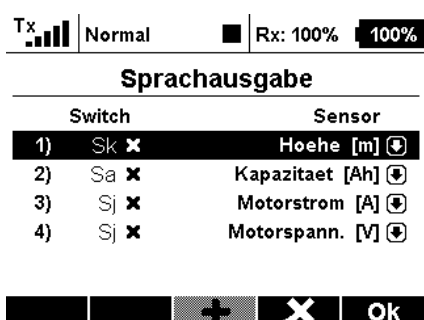 Tx Normal Rx: 100% 100%
Sprachausgabe
Switch Sensor
1) Sk ✖ Hoehe [m]
2) Sa ✖ Kapazitaet [Ah]
3) Sj ✖ Motorstrom [A]
4) Sj ✖ Motorspann. [V]
Ok